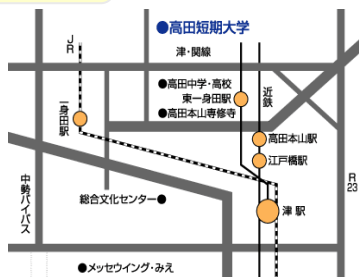 JR
●高田短期大学
津・関線
●高田中学・高校
東一身田駅
●高田本山専修寺
近鉄
一身田駅
高田本山駅
江戸橋駅
中勢バイパス
総合文化センター●
津 駅
R23
●メッセウイング・みえ